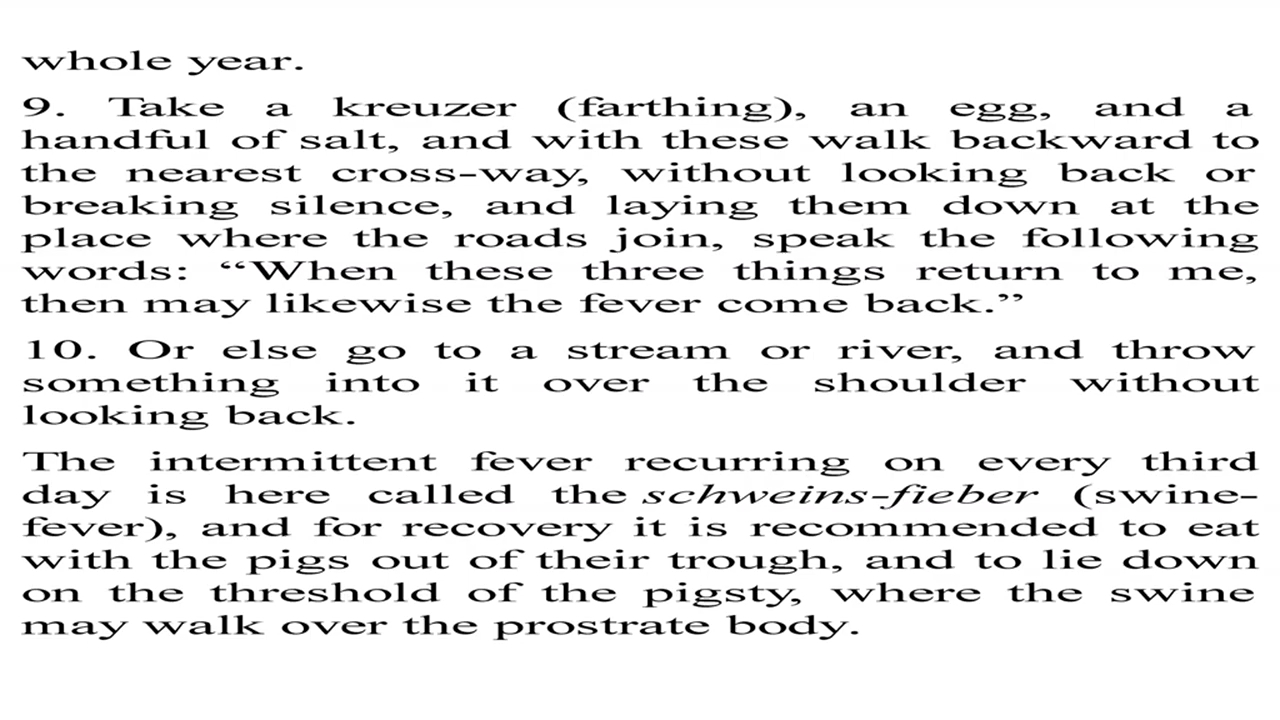 whole year.
9. Take a kreuzer (farthing), an egg, and a
handful of salt, and with these walk backward to
the nearest cross-way, without looking back or
breaking silence, and laying them down at the
place where the roads join, speak the following
words: “When these three things return to me,
then may likewise the fever come back.”
10. Or else go to a stream or river, and throw
something into it over the shoulder without
looking back.
The intermittent fever recurring on every third
day is here called the schweins-fieber (swine-
fever), and for recovery it is recommended to eat
with the pigs out of their trough, and to lie down
on the threshold of the pigsty, where the swine
may walk over the prostrate body.